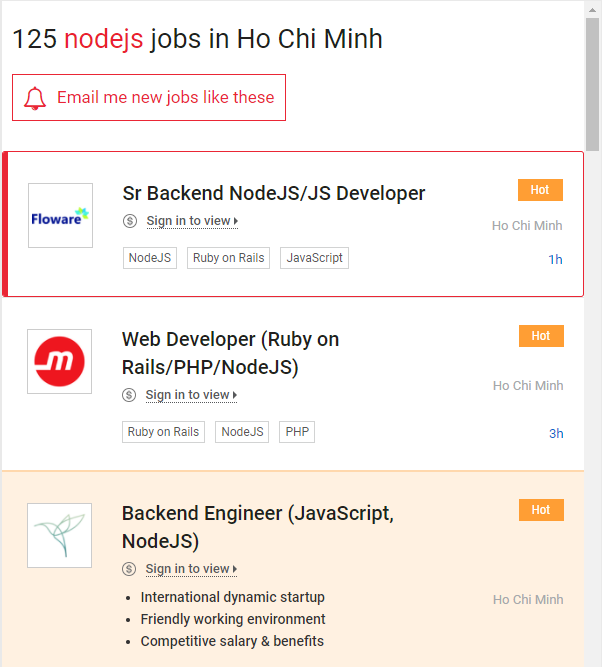 125 nodejs jobs in Ho Chi Minh
Email me new jobs like these
Floware
Sr Backend NodeJS/JS Developer
Hot
$ Sign in to view
Ho Chi Minh
NodeJS Ruby on Rails JavaScript
1h
m
Web Developer (Ruby on
Rails/PHP/NodeJS)
Hot
Ho Chi Minh
$ Sign in to view
Ruby on Rails NodeJS PHP
3h
Backend Engineer (JavaScript,
NodeJS)
Hot
$ Sign in to view
• International dynamic startup
Ho Chi Minh
• Friendly working environment
• Competitive salary & benefits